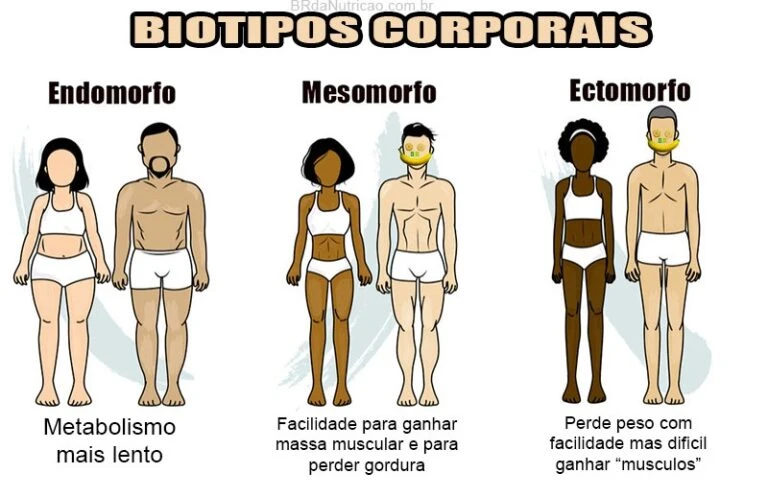 BRdaNutricao.com.br
BIOTIPOS CORPORAIS
Endomorfo
Mesomorfo
Ectomorfo
Metabolismo
mais lento
Facilidade para ganhar
massa muscular e para
perder gordura
Perde peso com
facilidade mas dificil
ganhar “musculos”